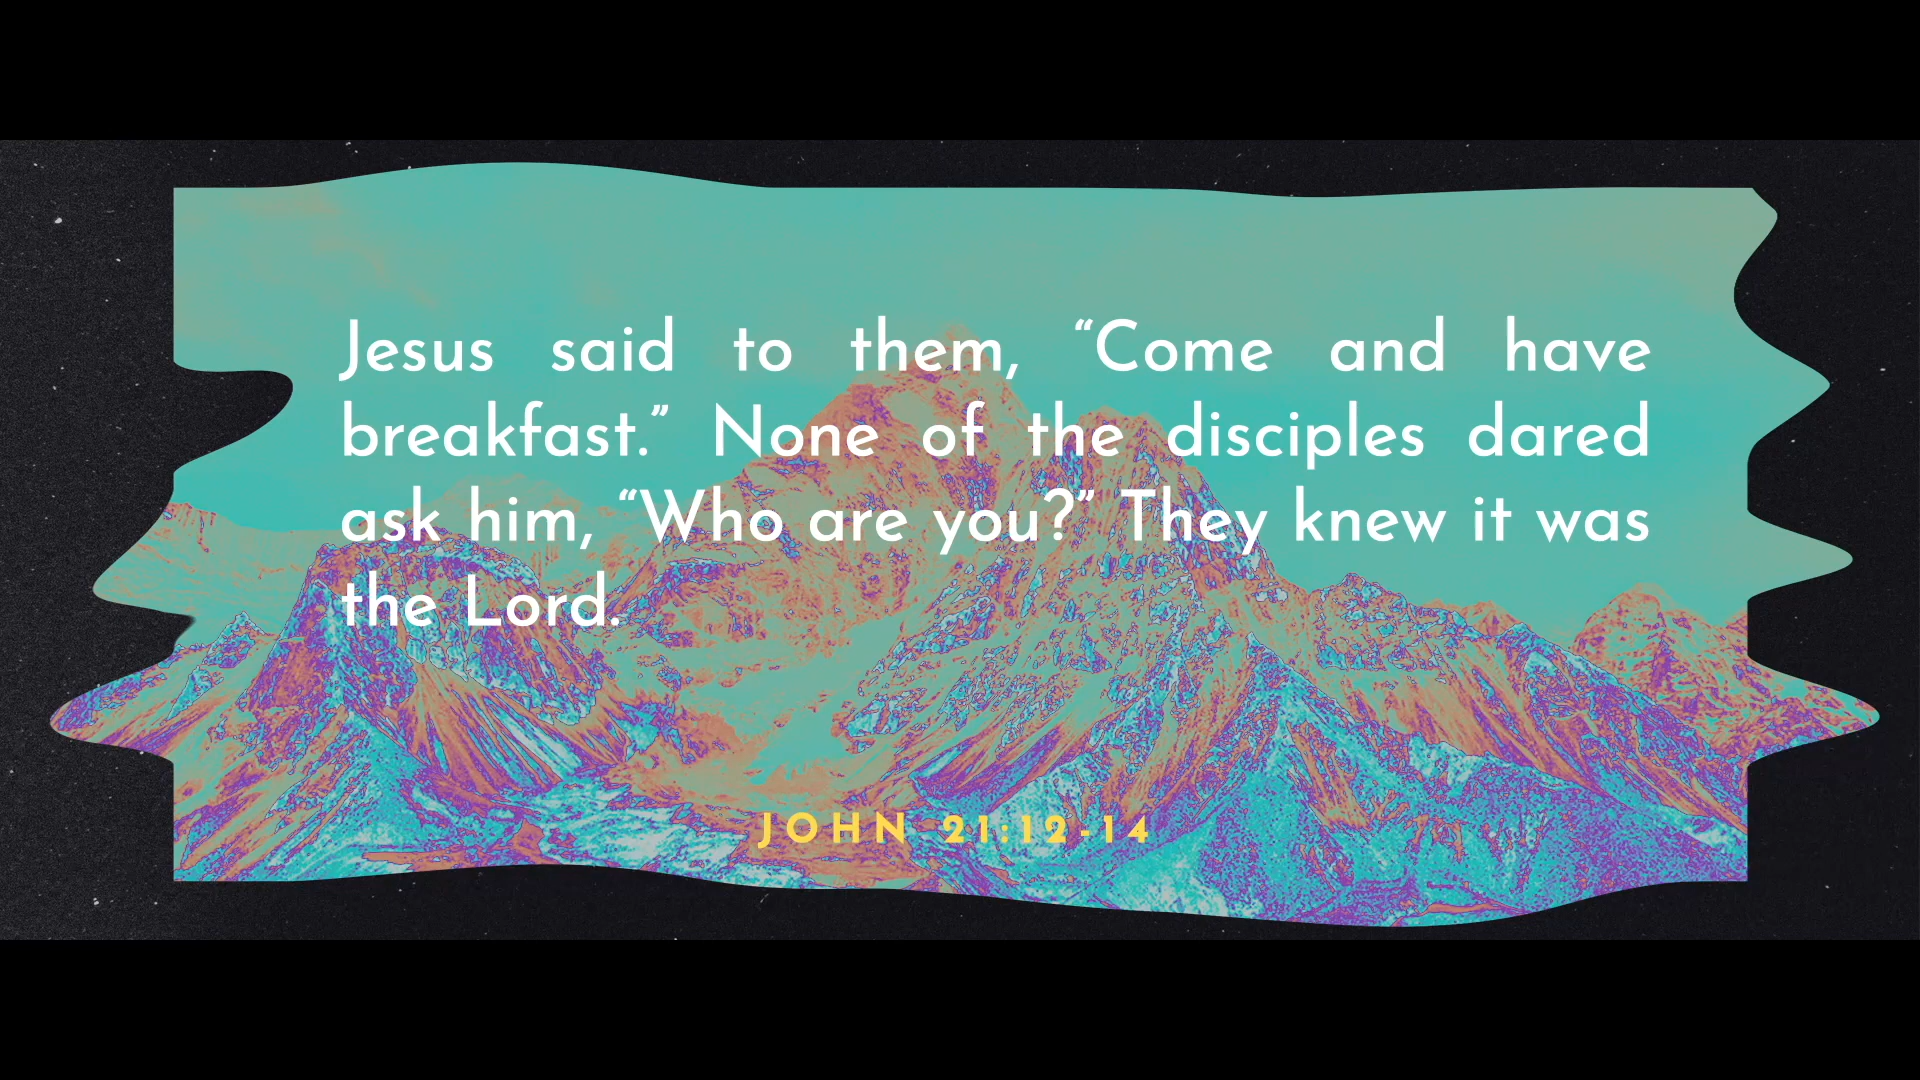 Jesus said to them, “Come and have
breakfast.” None of the disciples dared
ask him, “Who are you?” They knew it was
the Lord.
JOHN 21:12-14